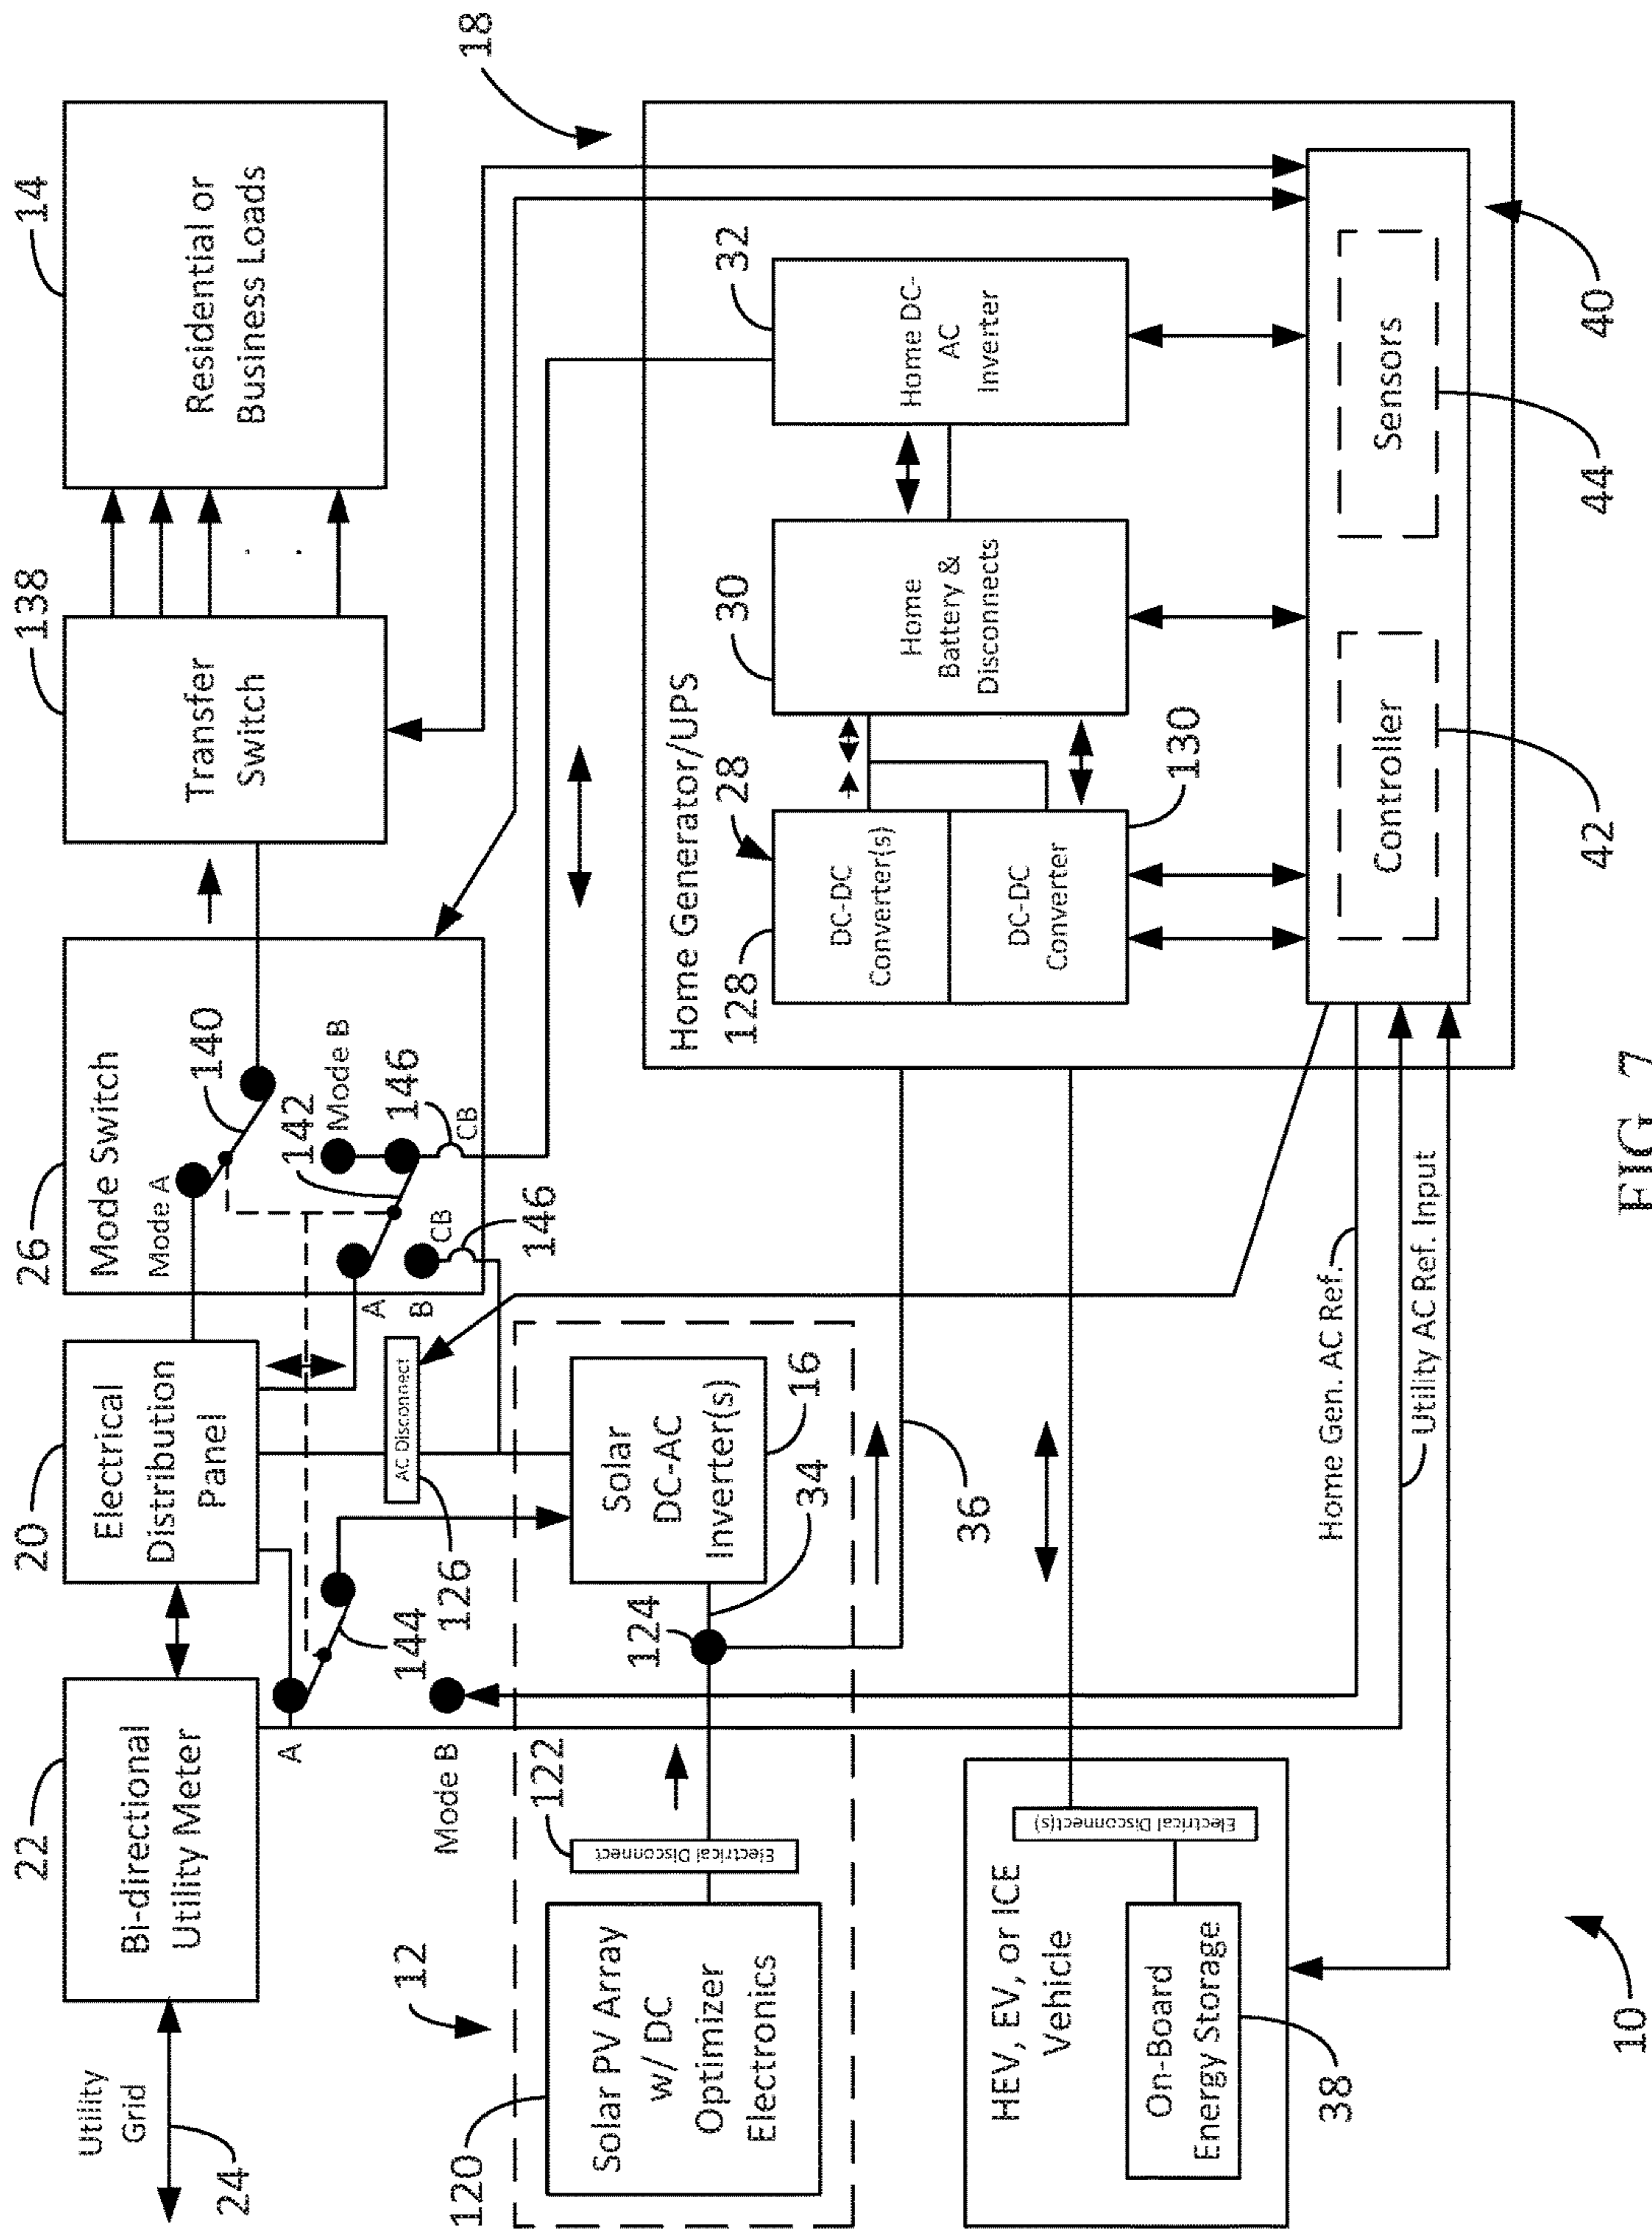 Utility
Grid
24
22
Bi-directional
Utility Meter
20
Electrical
Distribution
Panel
26
Mode Switch
Mode A
140
Mode B
142
146
CB
A
B
CB
146
138
Transfer
Switch
14
Residential or
Business Loads
A
144
Mode B
126
AC Disconnect
12
120
Solar PV Array
w/ DC
Optimizer
Electronics
122
Electrical Disconnect
124
34
Solar
DC-AC
Inverter(s)
16
36
18
Home Generator/UPS
128
28
DC-DC
Converter(s)
DC-DC
Converter
130
30
Home
Battery &
Disconnects
32
Home DC-
AC
Inverter
Controller
42
Sensors
44
40
HEV, EV, or ICE
Vehicle
On-Board
Energy Storage
38
Electrical Disconnect(s)
Home Gen. AC Ref.
Utility AC Ref. Input
10
FIG. 7